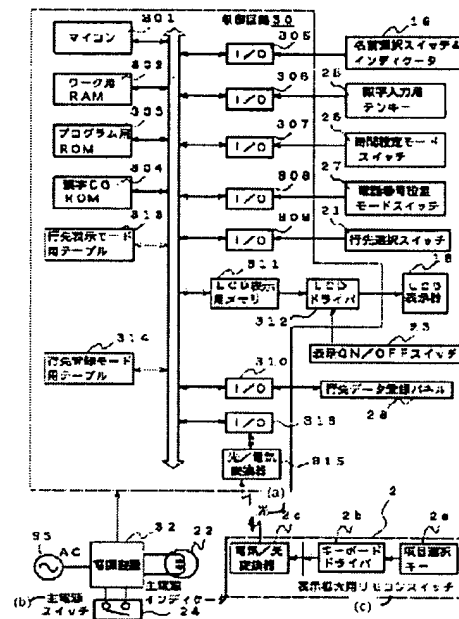 制御回路 30
マイコン
301
ワーク用
RAM
302
プログラム用
ROM
303
漢字CG
ROM
304
行先表示モード
用テーブル
313
行先登録モード
用テーブル
314
I/O
305
I/O
306
I/O
307
I/O
308
I/O
309
LCD表示
用メモリ
311
LCD
ドライバ
312
I/O
310
I/O
316
光/電気
変換器
315
(a)
光
名前選択スイッチ&
インディケータ
16
数字入力用
テンキー
25
時間設定モード
スイッチ
26
電話番号設定
モードスイッチ
27
行先選択スイッチ
21
LCD
表示器
18
表示ON/OFFスイッチ
23
行先データ登録パネル
28
AC
電源装置
32
22
主電源
インディケータ
(b)
主電源
スイッチ
24
2
電気/光
変換器
2c
キーボード
ドライバ
2b
項目選択
キー
2a
表示拡大用リモコンスイッチ
(c)